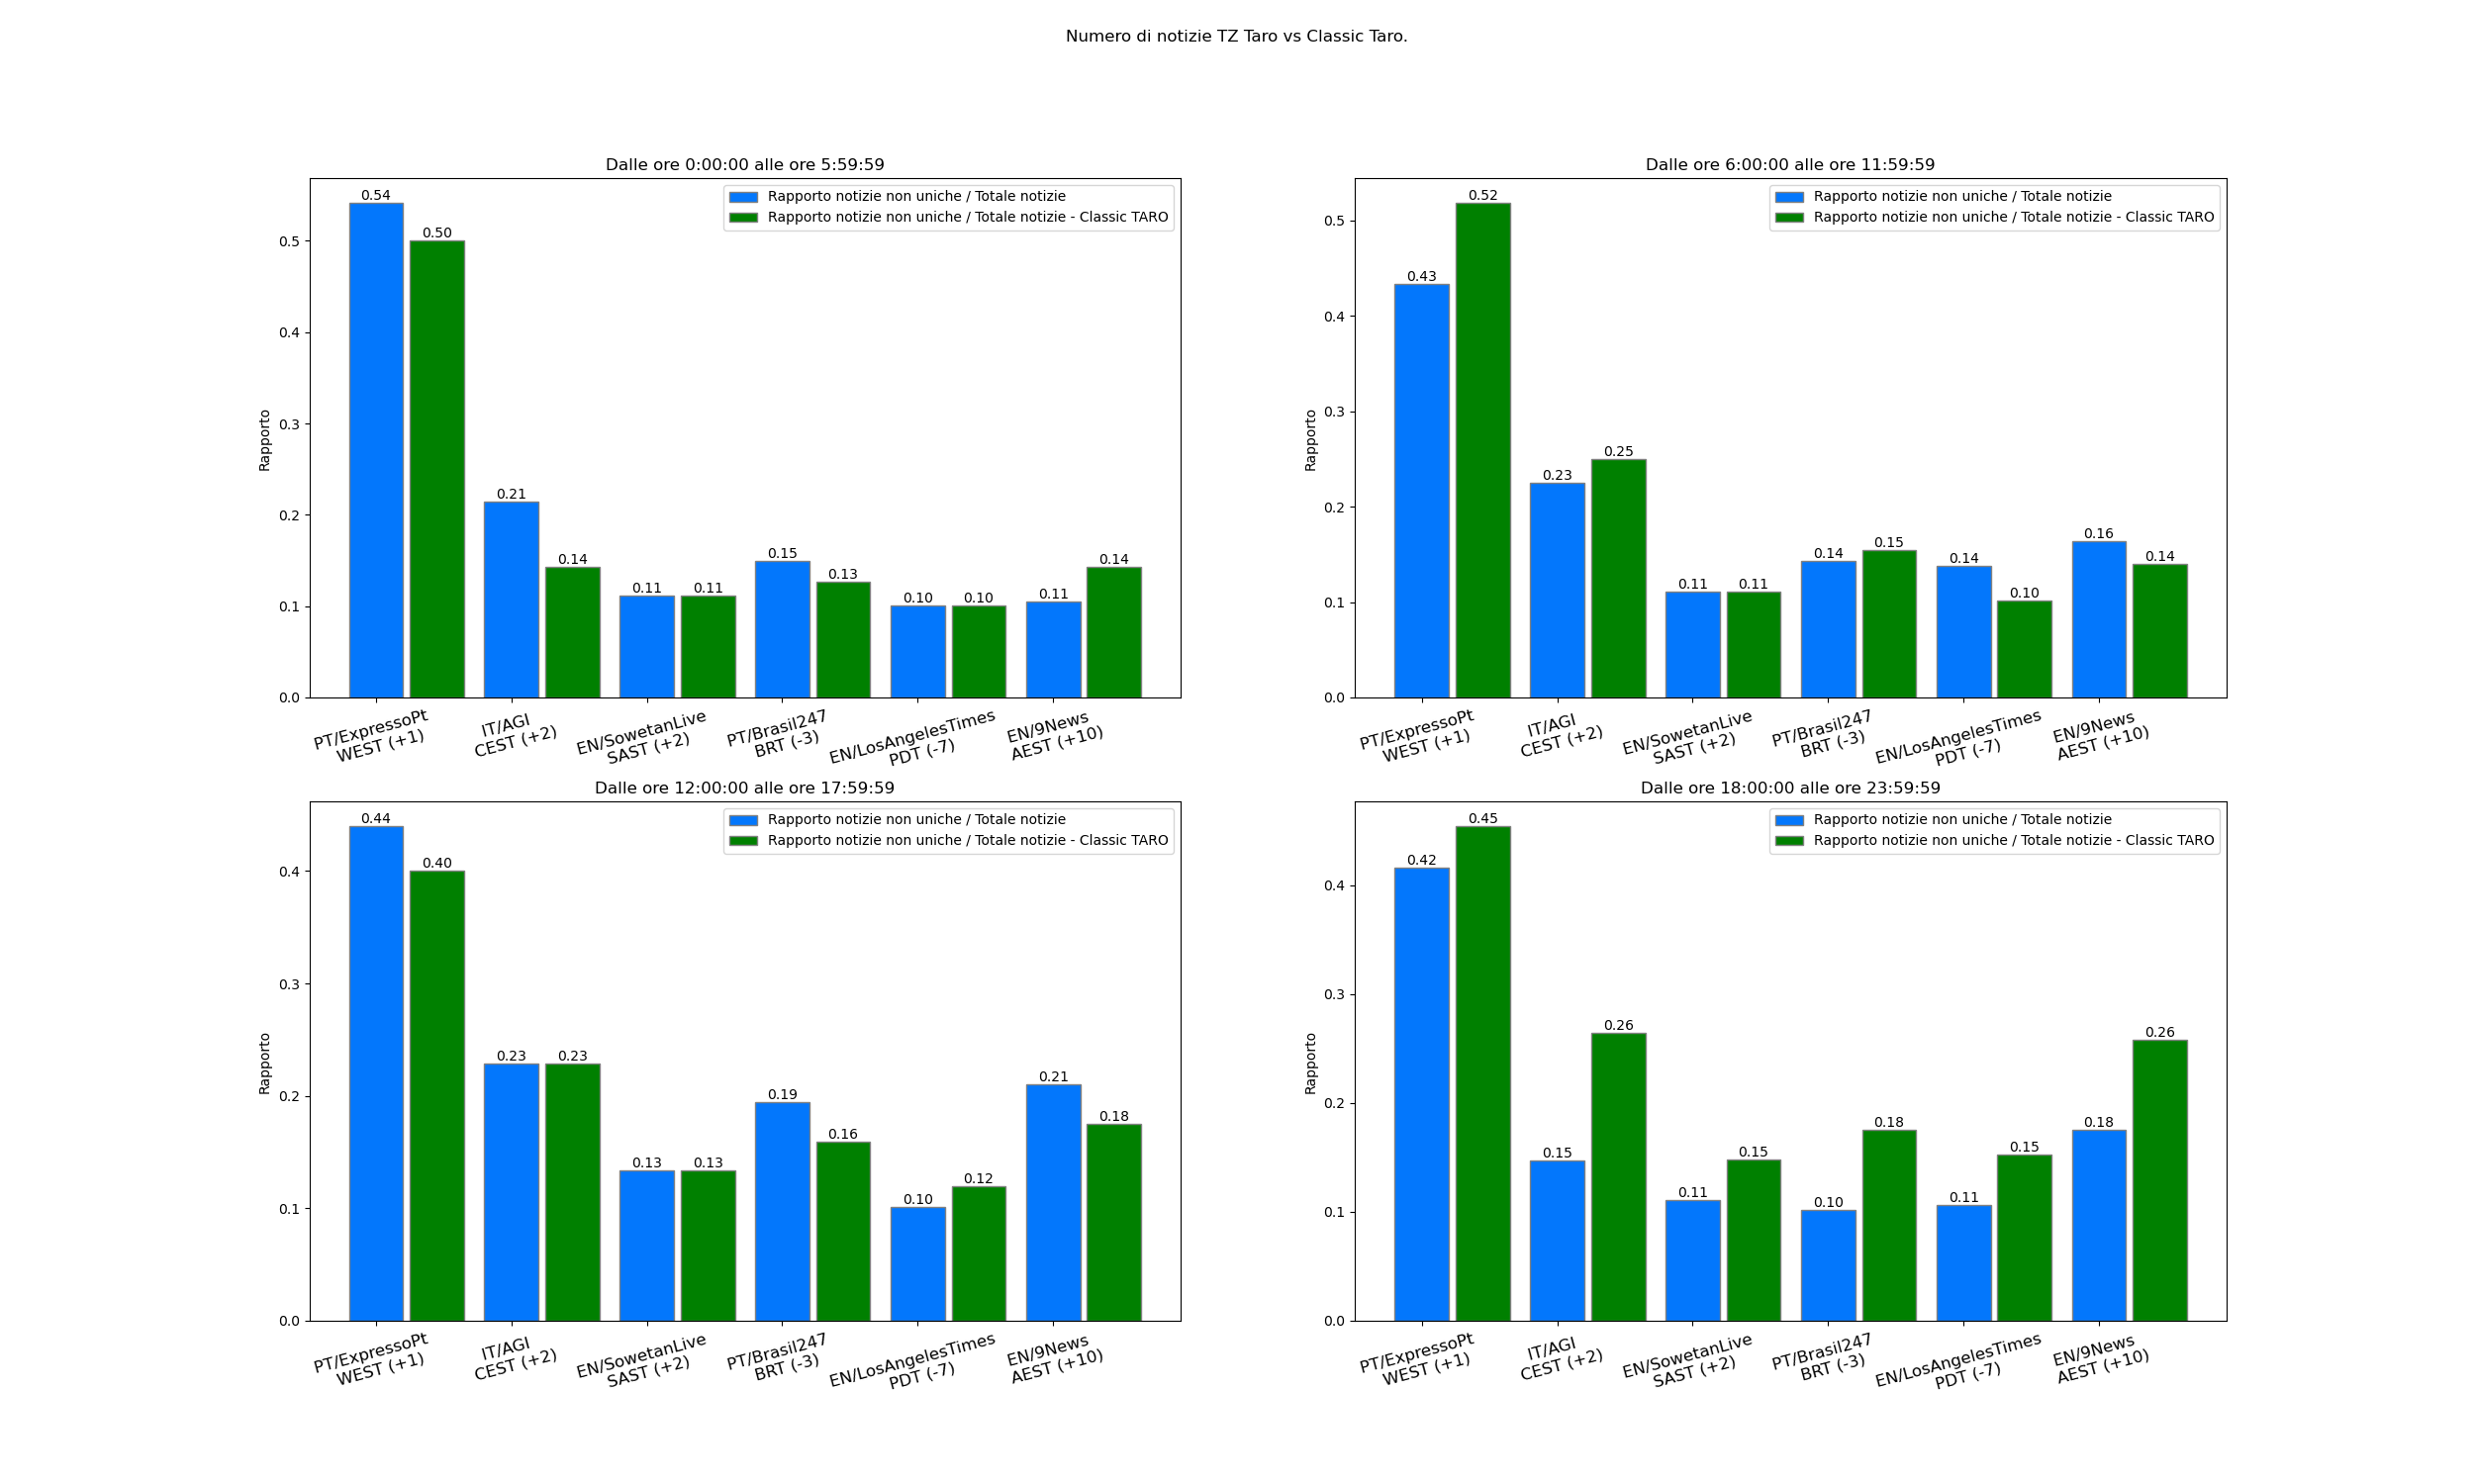 Numero di notizie TZ Taro vs Classic Taro.
Dalle ore 0:00:00 alle ore 5:59:59
Rapporto notizie non uniche / Totale notizie
Rapporto notizie non uniche / Totale notizie - Classic TARO
Rapporto
0.5
0.4
0.3
0.2
0.1
0.0
0.54
0.50
0.21
0.14
0.11
0.11
0.15
0.13
0.10
0.10
0.11
0.14
PT/ExpressoPt
WEST (+1)
IT/AGI
CEST (+2)
EN/SowetanLive
SAST (+2)
PT/Brasil247
BRT (-3)
EN/LosAngelesTimes
PDT (-7)
EN/9News
AEST (+10)
Dalle ore 6:00:00 alle ore 11:59:59
Rapporto notizie non uniche / Totale notizie
Rapporto notizie non uniche / Totale notizie - Classic TARO
Rapporto
0.5
0.4
0.3
0.2
0.1
0.0
0.43
0.52
0.23
0.25
0.11
0.11
0.14
0.15
0.14
0.10
0.16
0.14
PT/ExpressoPt
WEST (+1)
IT/AGI
CEST (+2)
EN/SowetanLive
SAST (+2)
PT/Brasil247
BRT (-3)
EN/LosAngelesTimes
PDT (-7)
EN/9News
AEST (+10)
Dalle ore 12:00:00 alle ore 17:59:59
Rapporto notizie non uniche / Totale notizie
Rapporto notizie non uniche / Totale notizie - Classic TARO
Rapporto
0.4
0.3
0.2
0.1
0.0
0.44
0.40
0.23
0.23
0.13
0.13
0.19
0.16
0.10
0.12
0.21
0.18
PT/ExpressoPt
WEST (+1)
IT/AGI
CEST (+2)
EN/SowetanLive
SAST (+2)
PT/Brasil247
BRT (-3)
EN/LosAngelesTimes
PDT (-7)
EN/9News
AEST (+10)
Dalle ore 18:00:00 alle ore 23:59:59
Rapporto notizie non uniche / Totale notizie
Rapporto notizie non uniche / Totale notizie - Classic TARO
Rapporto
0.4
0.3
0.2
0.1
0.0
0.42
0.45
0.15
0.26
0.11
0.15
0.10
0.18
0.11
0.15
0.18
0.26
PT/ExpressoPt
WEST (+1)
IT/AGI
CEST (+2)
EN/SowetanLive
SAST (+2)
PT/Brasil247
BRT (-3)
EN/LosAngelesTimes
PDT (-7)
EN/9News
AEST (+10)